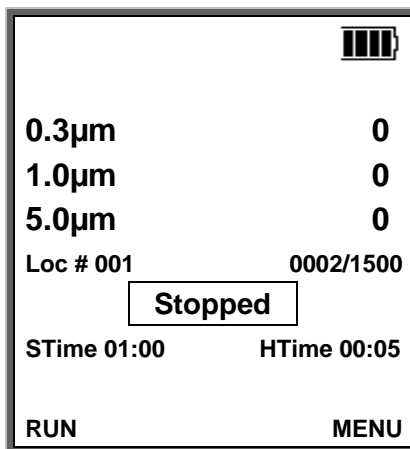 0.3µm 0
1.0µm 0
5.0µm 0
Loc # 001 0002/1500
Stopped
STime 01:00 HTime 00:05
RUN MENU